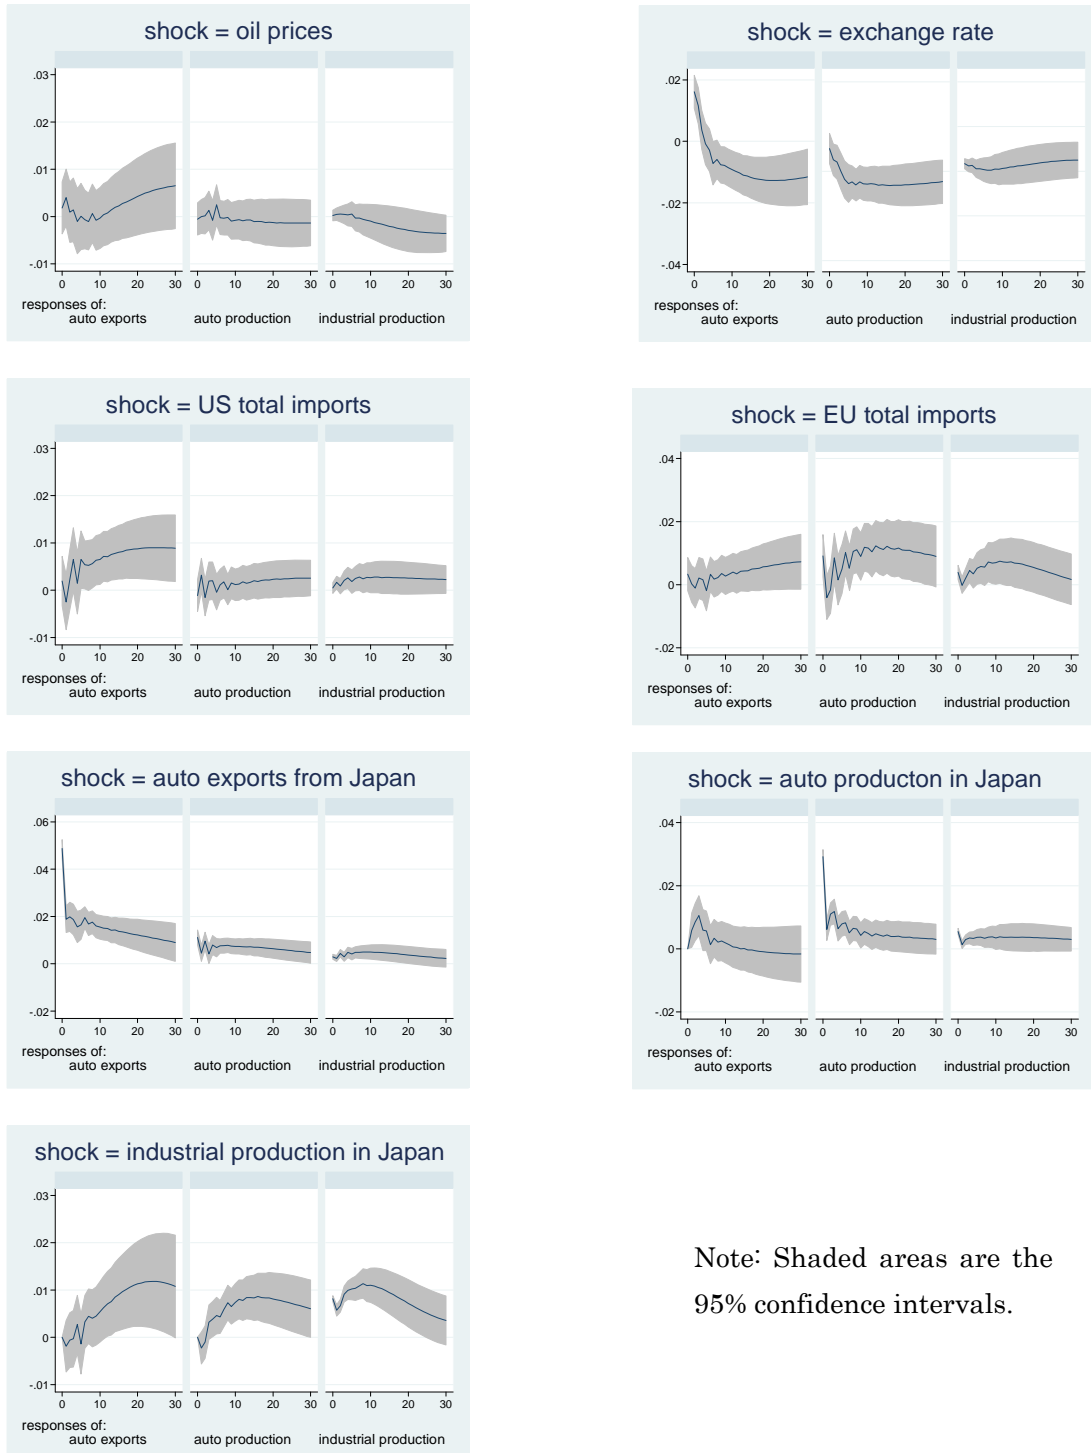 shock = oil prices
.03
.02
.01
0
-.01
0 10 20 30 0 10 20 30 0 10 20 30
responses of:
auto exports auto production industrial production
shock = exchange rate
.02
0
-.02
-.04
0 10 20 30 0 10 20 30 0 10 20 30
responses of:
auto exports auto production industrial production
shock = US total imports
.03
.02
.01
0
-.01
0 10 20 30 0 10 20 30 0 10 20 30
responses of:
auto exports auto production industrial production
shock = EU total imports
.04
.02
0
-.02
0 10 20 30 0 10 20 30 0 10 20 30
responses of:
auto exports auto production industrial production
shock = auto exports from Japan
.06
.04
.02
0
-.02
0 10 20 30 0 10 20 30 0 10 20 30
responses of:
auto exports auto production industrial production
shock = auto producton in Japan
.04
.02
0
-.02
0 10 20 30 0 10 20 30 0 10 20 30
responses of:
auto exports auto production industrial production
shock = industrial production in Japan
.03
.02
.01
0
-.01
0 10 20 30 0 10 20 30 0 10 20 30
responses of:
auto exports auto production industrial production
Note: Shaded areas are the
95% confidence intervals.